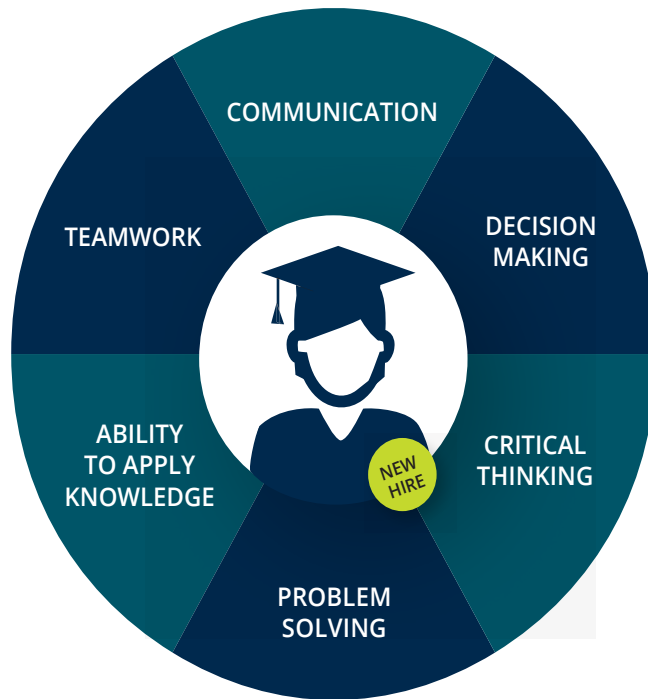 COMMUNICATION
DECISION
MAKING
CRITICAL
THINKING
PROBLEM
SOLVING
ABILITY
TO APPLY
KNOWLEDGE
TEAMWORK
NEW
HIRE